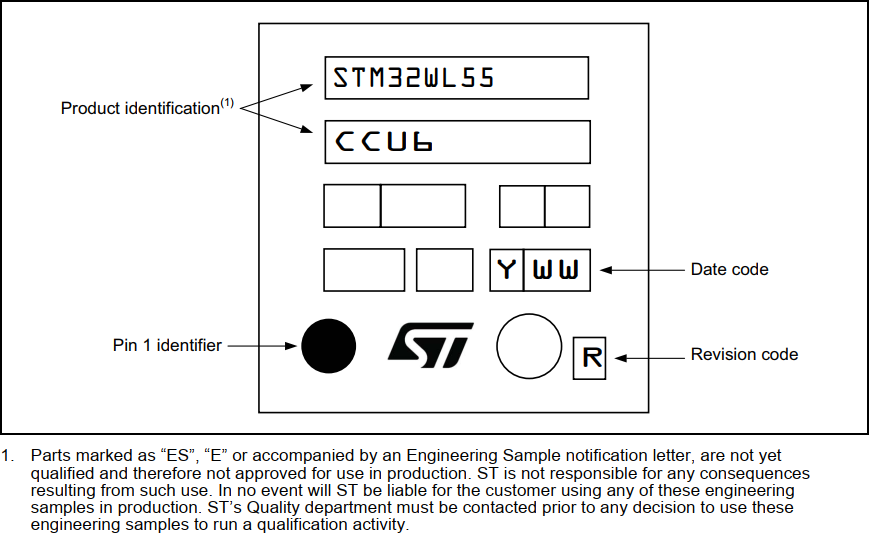 STM32WL55
Product identification(1)
CCU6
Y WW
Date code
Pin 1 identifier
ST
R
Revision code
1. Parts marked as “ES”, “E” or accompanied by an Engineering Sample notification letter, are not yet
qualified and therefore not approved for use in production. ST is not responsible for any consequences
resulting from such use. In no event will ST be liable for the customer using any of these engineering
samples in production. ST’s Quality department must be contacted prior to any decision to use these
engineering samples to run a qualification activity.